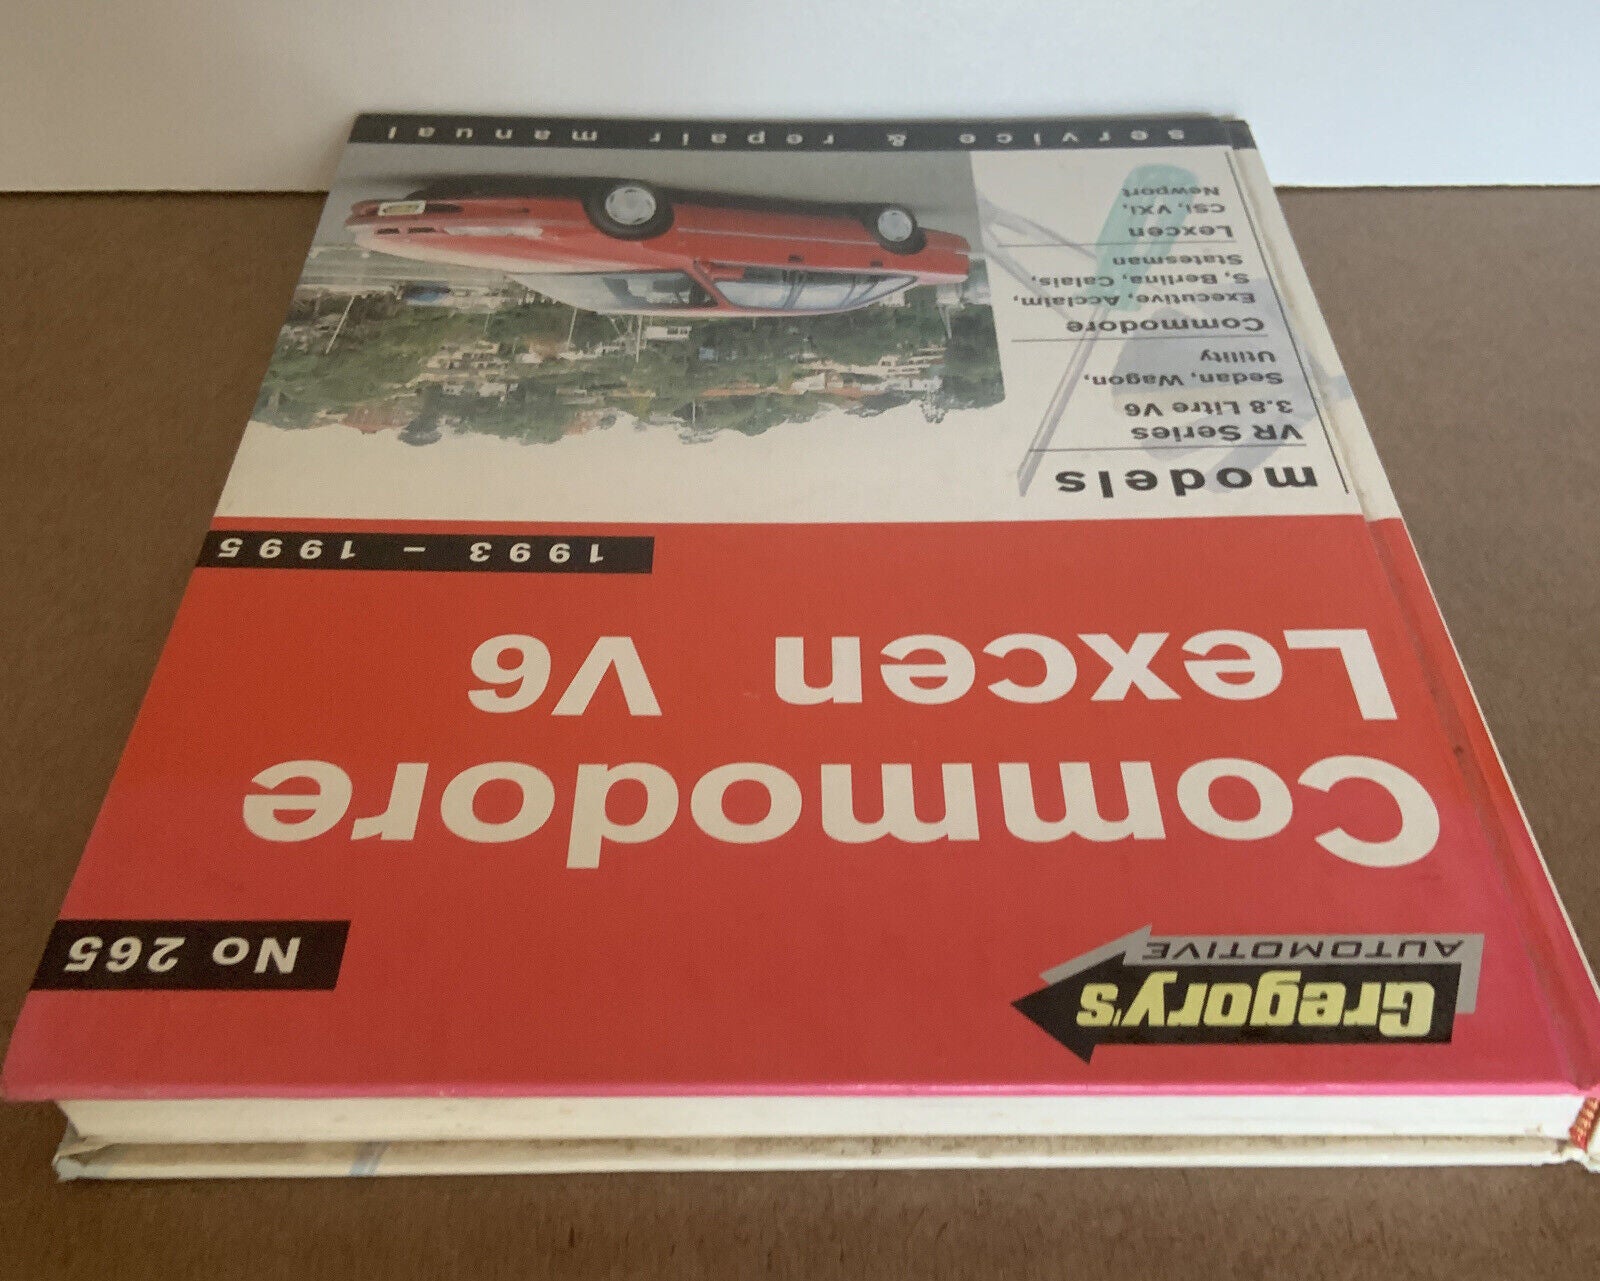 Gregory's
AUTOMOTIVE
No 265
Commodore
Lexcen V6
1993 - 1995
models
VR Series
3.8 Litre V6
Sedan, Wagon,
Utility
Commodore
Executive, Acclaim,
S, Berlina, Calais,
Statesman
Lexcen
CSi, VXi,
Newport
service & repair manual